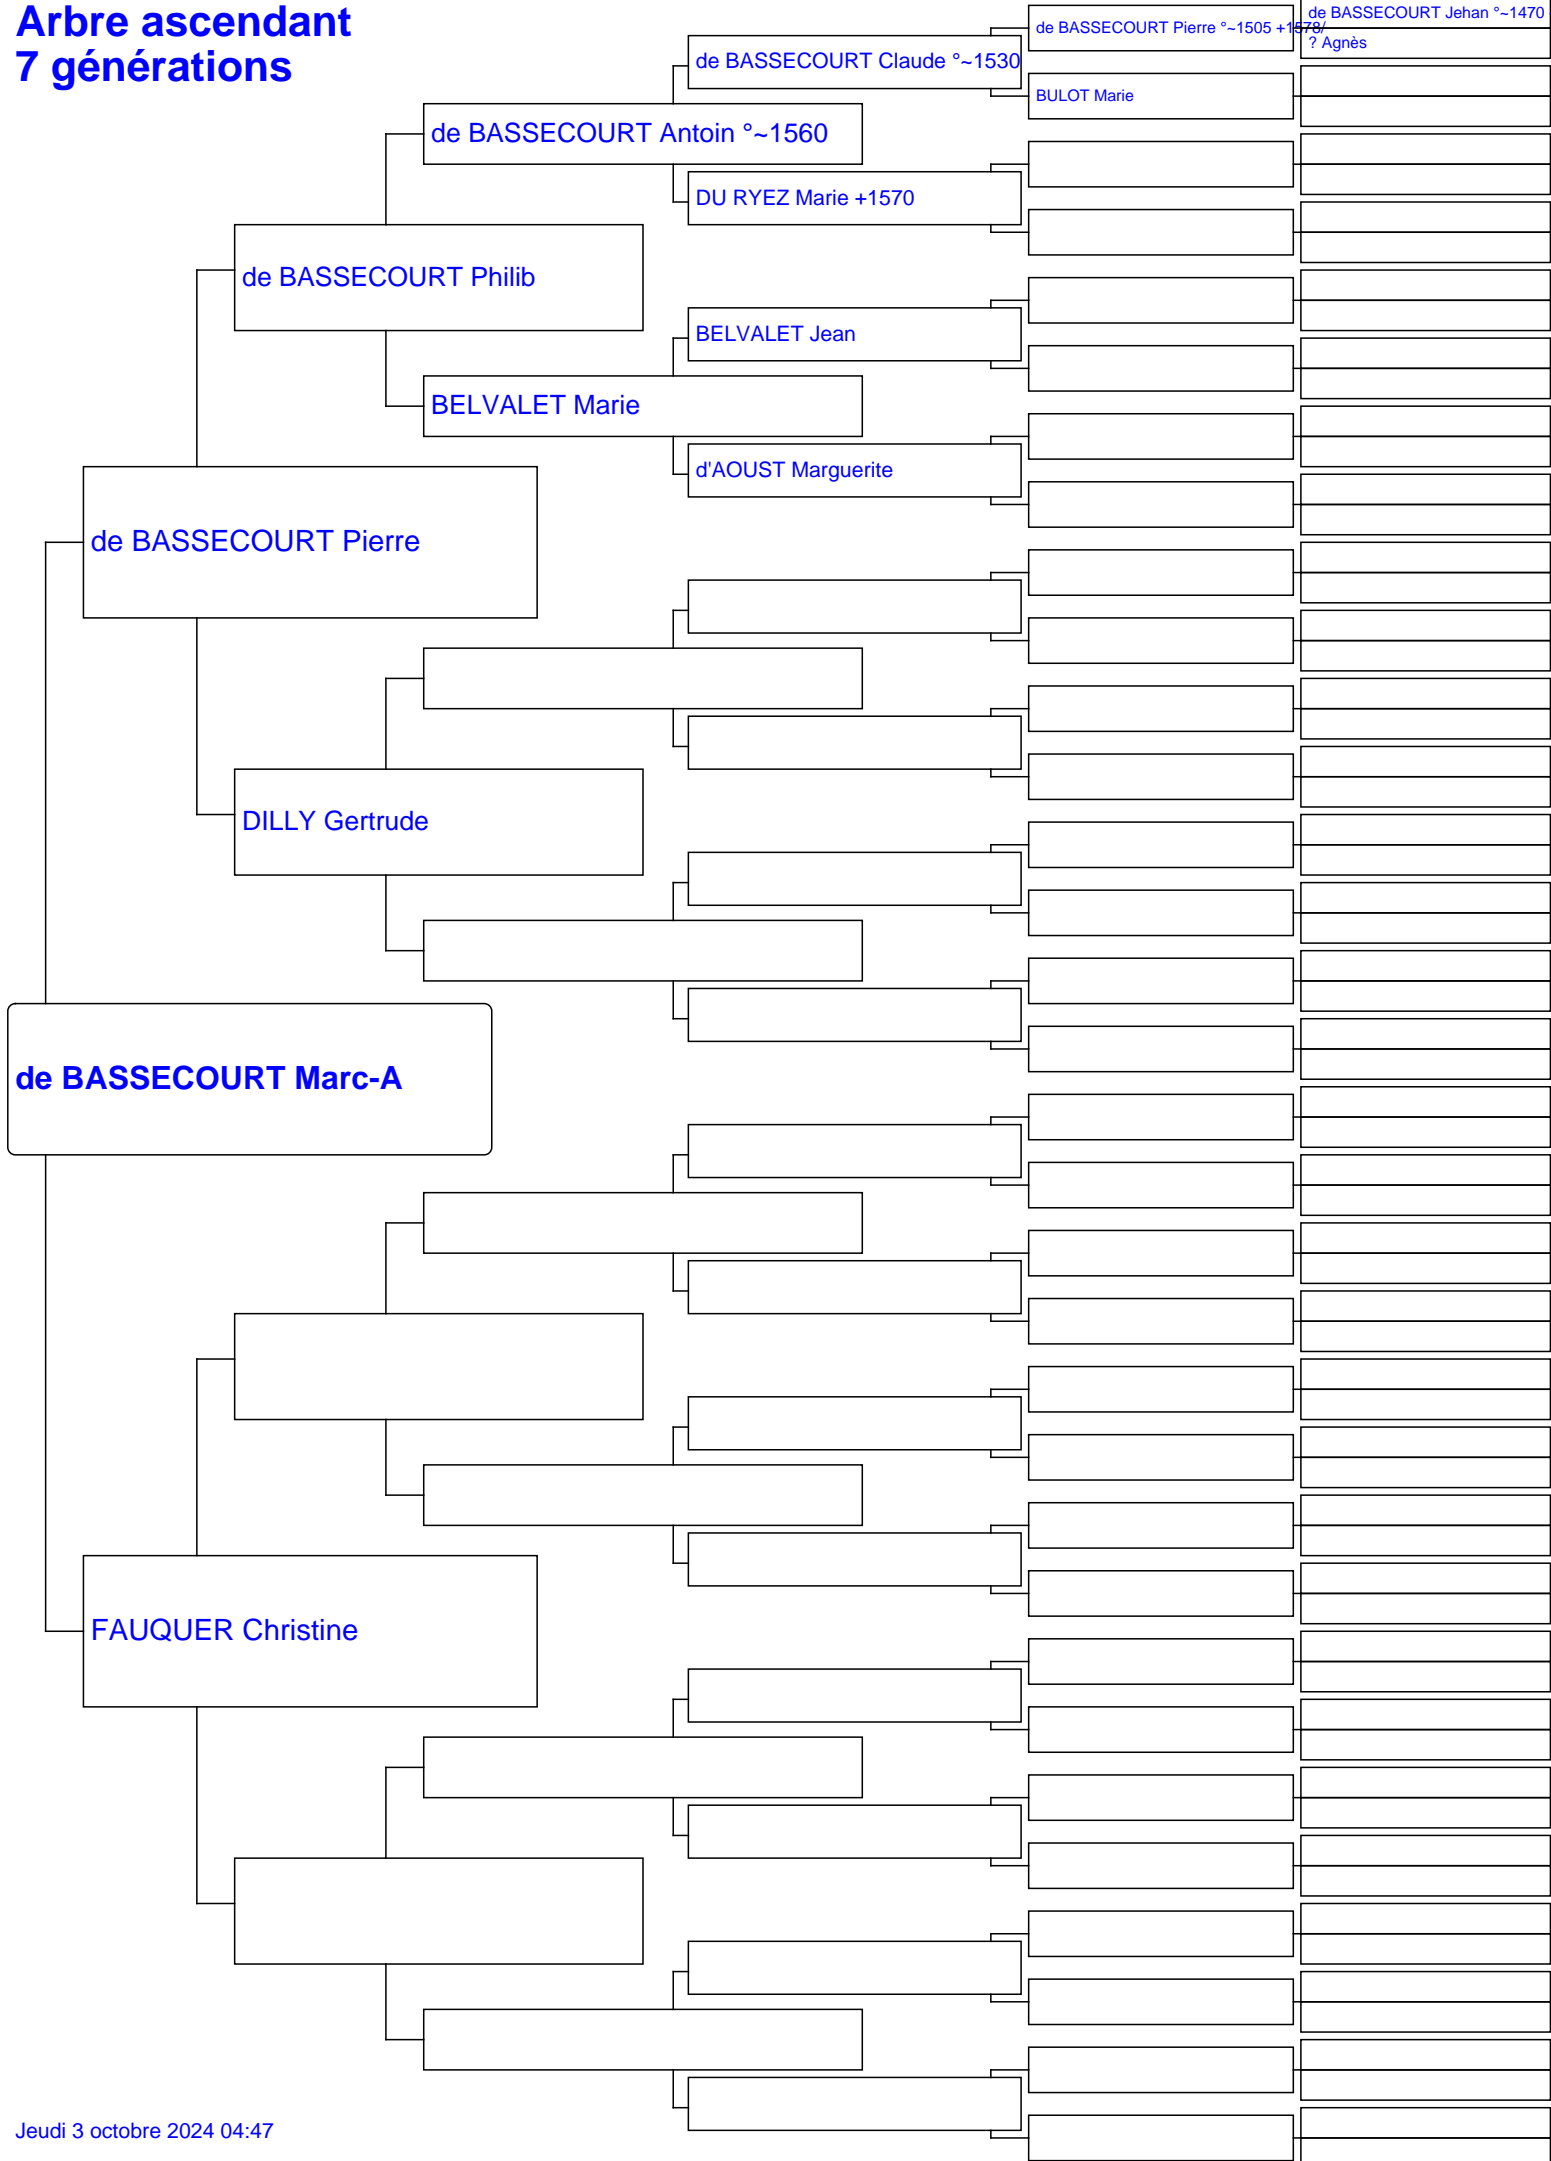 Arbre ascendant
7 générations
de BASSECOURT Jehan °~1470
de BASSECOURT Pierre °~1505 +1578/
? Agnès
de BASSECOURT Claude °~1530
BULOT Marie
de BASSECOURT Antoin °~1560
DU RYEZ Marie +1570
de BASSECOURT Philib
BELVALET Jean
BELVALET Marie
d'AOUST Marguerite
de BASSECOURT Pierre
DILLY Gertrude
de BASSECOURT Marc-A
FAUQUER Christine
Jeudi 3 octobre 2024 04:47